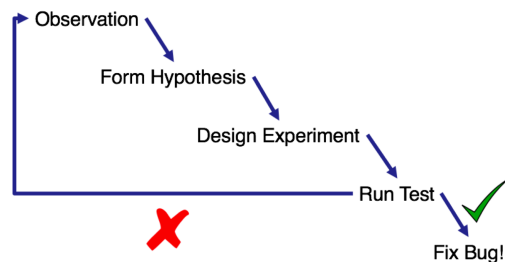 Observation
Form Hypothesis
Design Experiment
Run Test
Fix Bug!